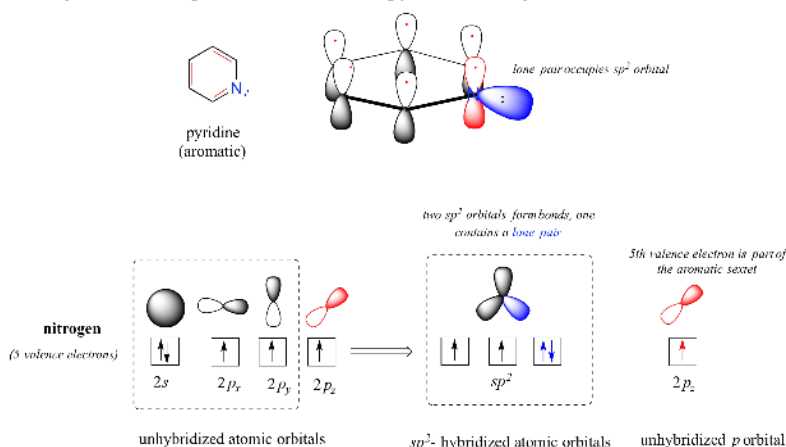 lone pair occupies sp² orbital
N:
pyridine
(aromatic)
two sp² orbitals form bonds, one
contains a lone pair
5th valence electron is part of
the aromatic sextet
nitrogen
(5 valence electrons)
2s 2pₓ 2pᵧ 2p_z sp² 2p_z
unhybridized atomic orbitals sp²- hybridized atomic orbitals unhybridized p orbital